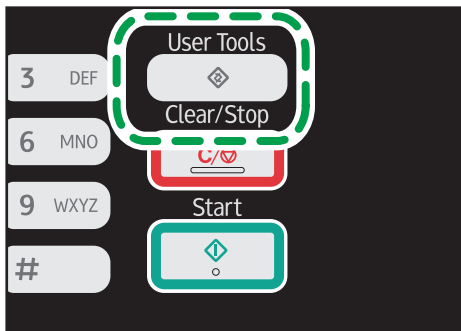 User Tools
3 DEF
Clear/Stop
6 MNO
C/
9 WXYZ
Start
#